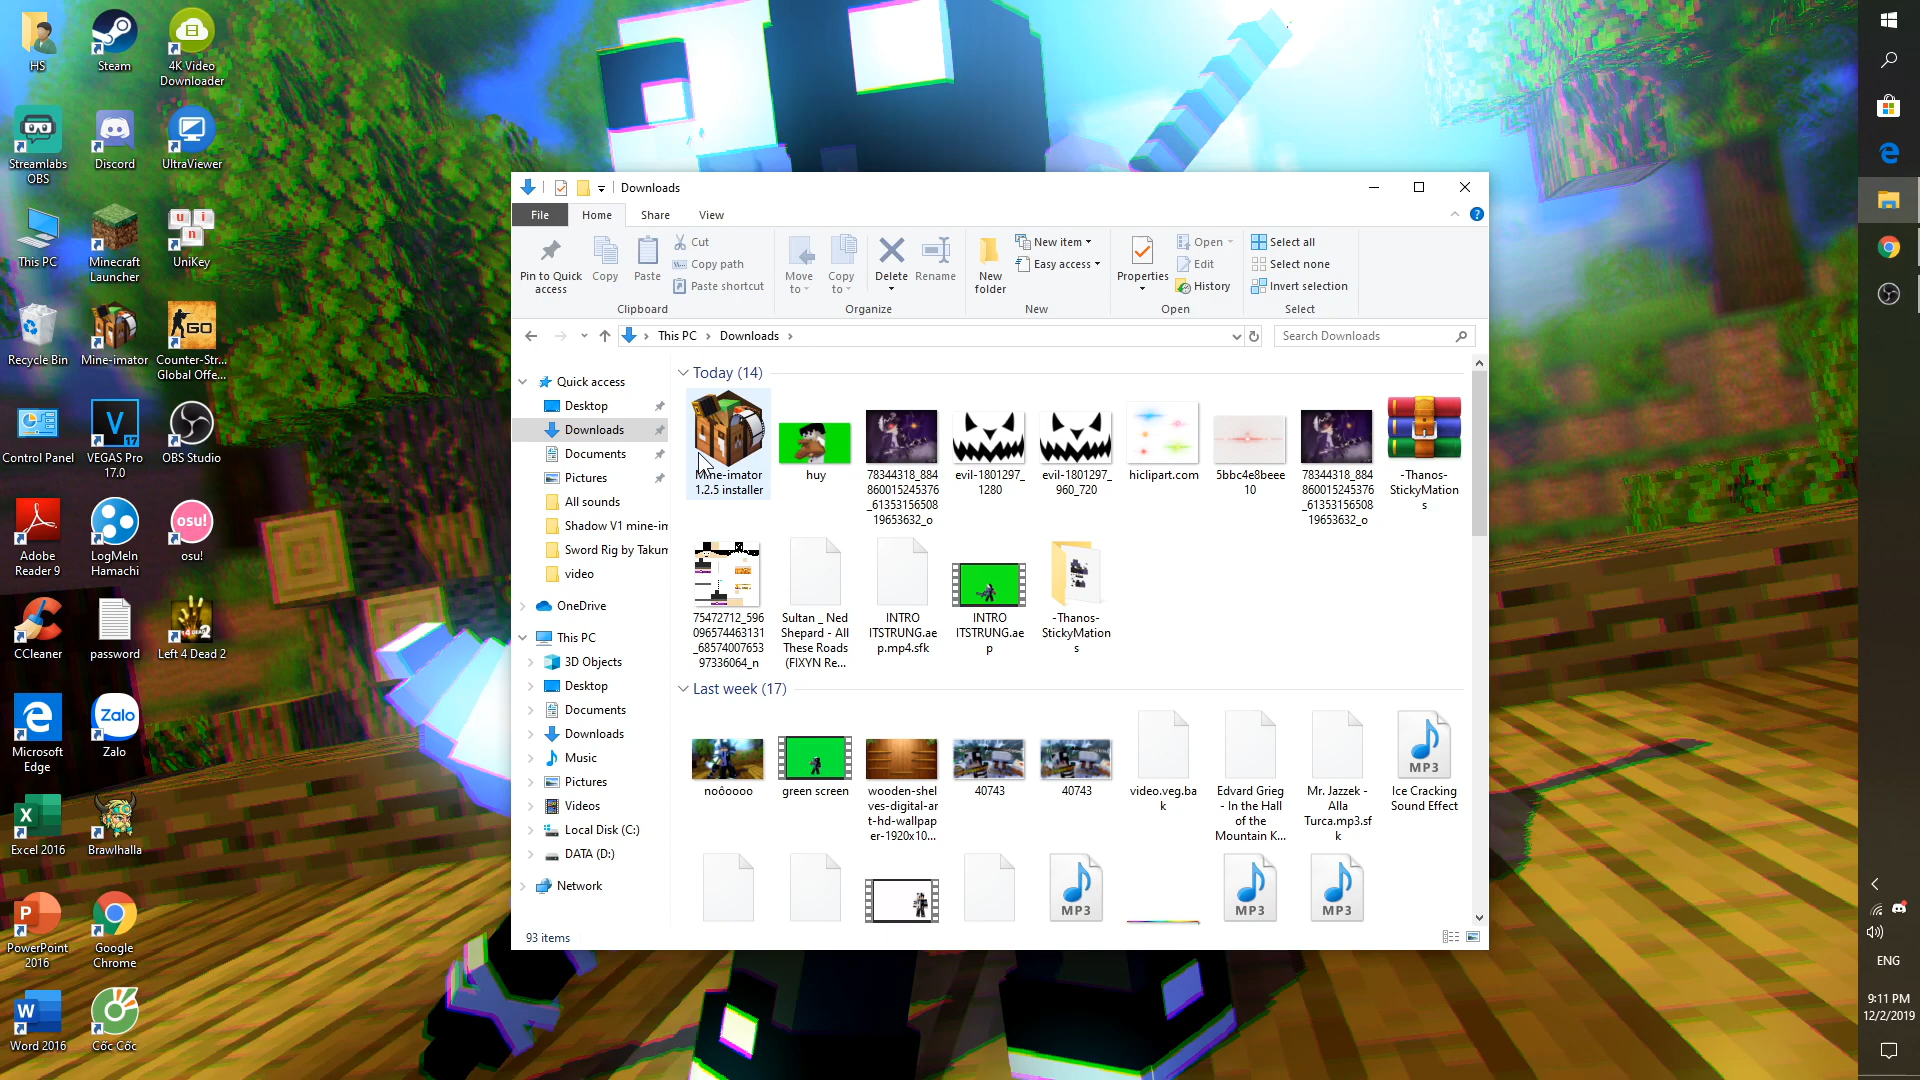 HS
Steam
4K Video
Downloader
Streamlabs
OBS
Discord
UltraViewer
This PC
Minecraft
Launcher
UniKey
Recycle Bin
Mine-imator
Counter-Str...
Global Offe...
Control Panel
VEGAS Pro
17.0
OBS Studio
Adobe
Reader 9
LogMeIn
Hamachi
osu!
osu!
CCleaner
password
Left 4 Dead 2
Microsoft
Edge
Zalo
Zalo
Excel 2016
Brawlhalla
PowerPoint
2016
Google
Chrome
Word 2016
Cốc Cốc
Downloads
File
Home
Share
View
Pin to Quick
access
Copy
Paste
Cut
Copy path
Paste shortcut
Clipboard
Move
to
Copy
to
Delete
Rename
Organize
New
folder
New item
Easy access
New
Properties
Open
Edit
History
Open
Select all
Select none
Invert selection
Select
This PC
Downloads
Search Downloads
Quick access
Desktop
Downloads
Documents
Pictures
All sounds
Shadow V1 mine-im
Sword Rig by Takum
video
OneDrive
This PC
3D Objects
Desktop
Documents
Downloads
Music
Pictures
Videos
Local Disk (C:)
DATA (D:)
Network
Today (14)
Mine-imator
1.2.5 installer
huy
78344318_884
860015245376
_61353156508
19653632_o
evil-1801297_
1280
evil-1801297_
960_720
hiclipart.com
5bbc4e8beee
10
78344318_884
860015245376
_61353156508
19653632_o
-Thanos-
StickyMation
s
75472712_596
096574463131
_68574007653
97336064_n
Sultan _ Ned
Shepard - All
These Roads
(FIXYN Re...
INTRO
ITSTRUNG.ae
p.mp4.sfk
INTRO
ITSTRUNG.ae
p
-Thanos-
StickyMation
s
Last week (17)
noôoooo
green screen
wooden-shel
ves-digital-ar
t-hd-wallpap
er-1920x10...
40743
40743
video.veg.ba
k
Edvard Grieg
- In the Hall
of the
Mountain K...
Mr. Jazzek -
Alla
Turca.mp3.sf
k
MP3
Ice Cracking
Sound Effect
MP3
MP3
MP3
93 items
ENG
9:11 PM
12/2/2019